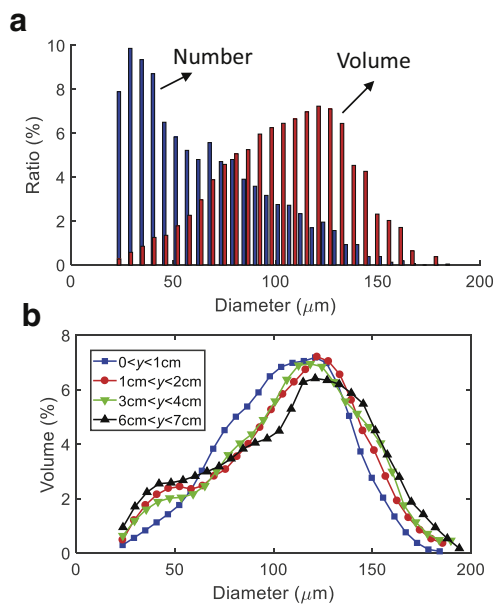 a
10
Number
Volume
8
6
4
2
0
Ratio (%)
0 50 100 150 200
Diameter (μm)
b
8
0<y<1cm
1cm<y<2cm
3cm<y<4cm
6cm<y<7cm
6
4
2
0
Volume (%)
0 50 100 150 200
Diameter (μm)